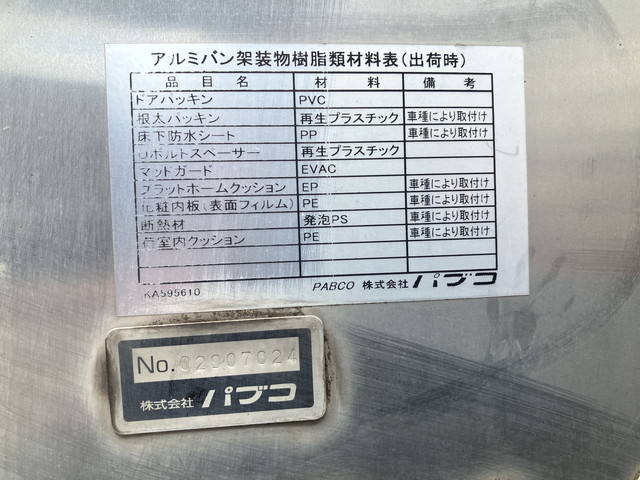 アルミバン架装物樹脂類材料表(出荷時)
品目名 材料 備考
ドアパッキン PVC
根太パッキン 再生プラスチック 車種により取付け
床下防水シート PP 車種により取付け
Uボルトスペーサー 再生プラスチック
マットガード EVAC
プラットホームクッション EP 車種により取付け
化粧内板(表面フィルム) PE 車種により取付け
断熱材 発泡PS 車種により取付け
荷室内クッション PE 車種により取付け
KA595610 PABCO 株式会社 パブコ
No. 02907024
株式会社 パブコ